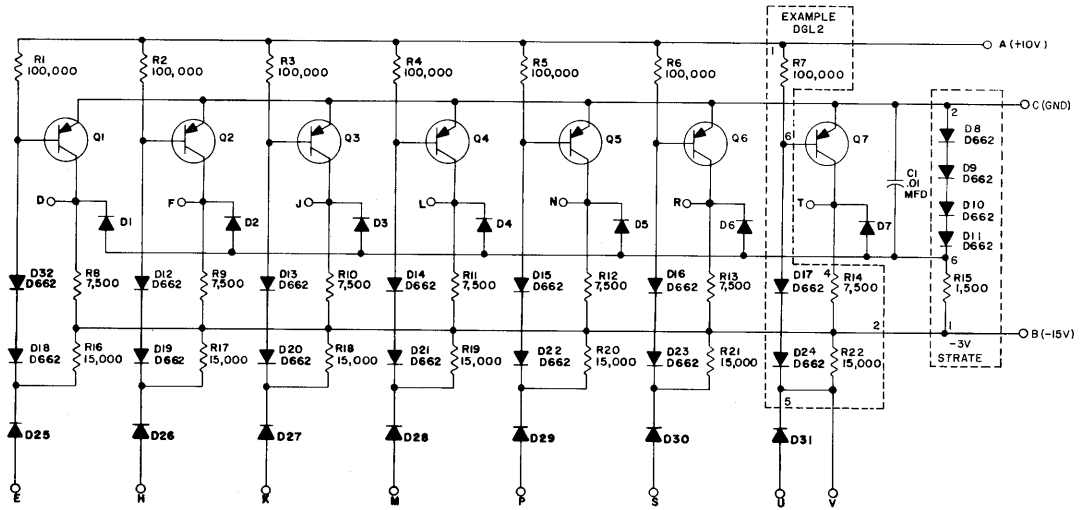 EXAMPLE
DGL2
A (+10V)
R1
100,000
R2
100,000
R3
100,000
R4
100,000
R5
100,000
R6
100,000
1
R7
100,000
C (GND)
Q1
Q2
Q3
Q4
Q5
Q6
6
Q7
C1
.01
MFD
2
D8
D662
D9
D662
D10
D662
D11
D662
6
D
D1
F
D2
J
D3
L
D4
N
D5
R
D6
T
D7
D32
D662
R8
7,500
D12
D662
R9
7,500
D13
D662
R10
7,500
D14
D662
R11
7,500
D15
D662
R12
7,500
D16
D662
R13
7,500
D17
D662
4
R14
7,500
R15
1,500
2
1
B (-15V)
-3V
STRATE
D18
D662
R16
15,000
D19
D662
R17
15,000
D20
D662
R18
15,000
D21
D662
R19
15,000
D22
D662
R20
15,000
D23
D662
R21
15,000
D24
D662
R22
15,000
5
D25
D26
D27
D28
D29
D30
D31
E
H
K
M
P
S
U
V